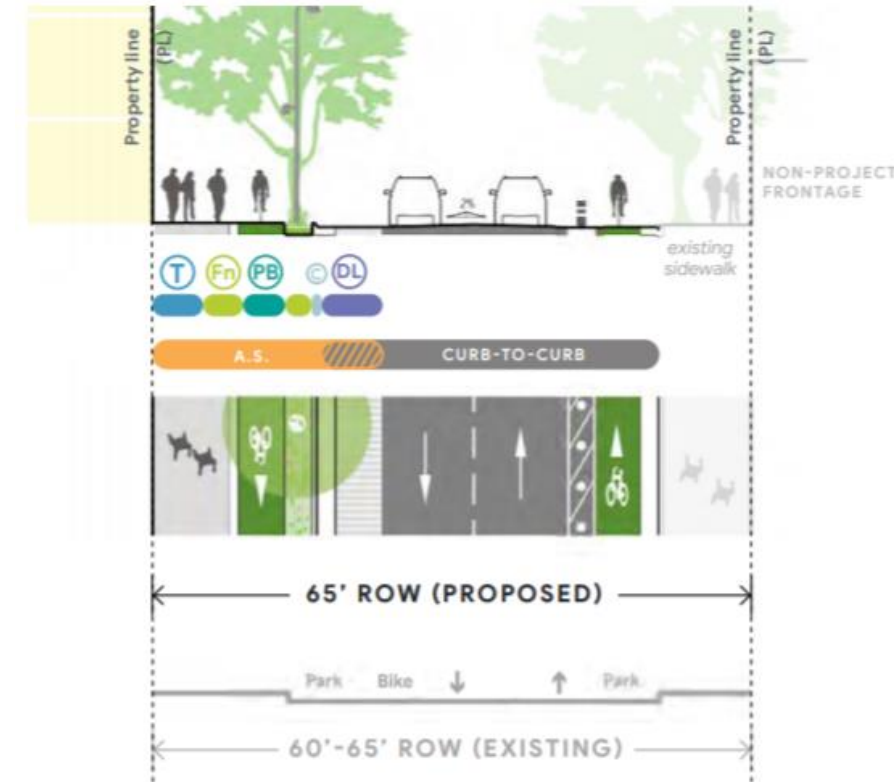 Property line
(PL)
Property line
(PL)
2%
NON-PROJECT
FRONTAGE
existing
sidewalk
T Fn PB C DL
A.S. CURB-TO-CURB
65' ROW (PROPOSED)
Park Bike Park
60'-65' ROW (EXISTING)